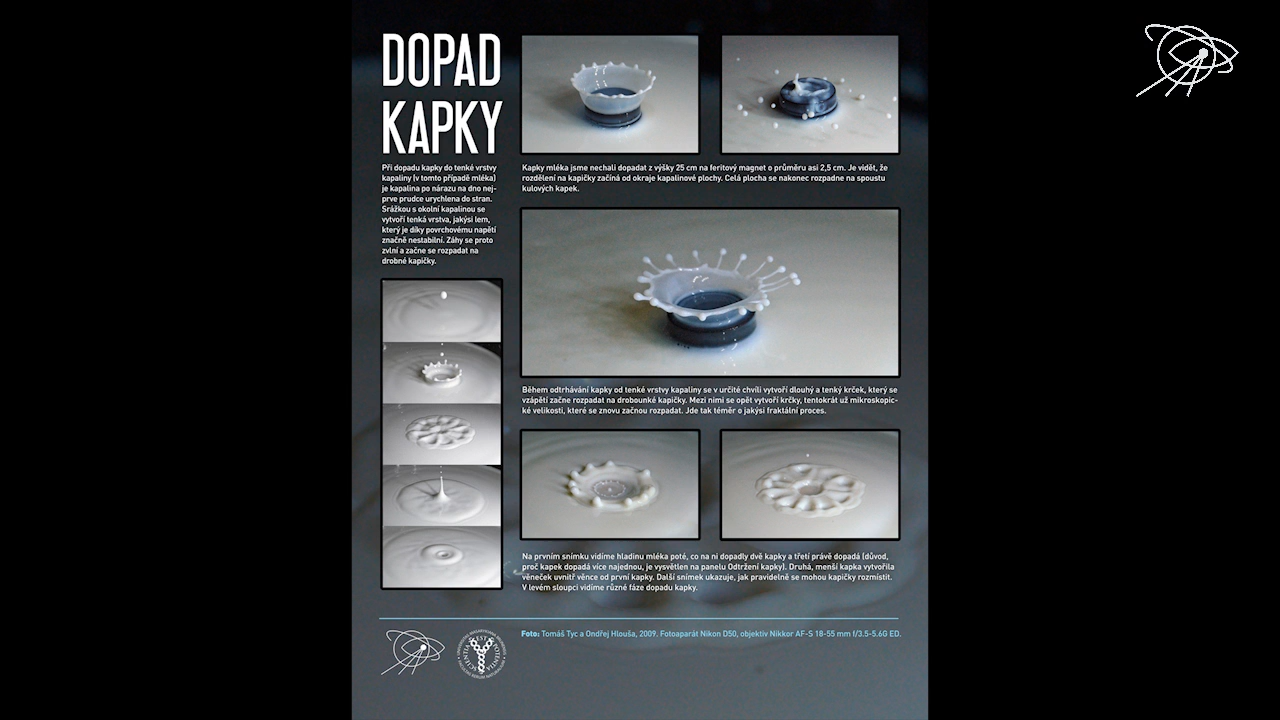 DOPAD
KAPKY
Při dopadu kapky do tenké vrstvy
kapaliny (v tomto případě mléka)
je kapalina po nárazu na dno nej-
prve prudce urychlena do stran.
Srážkou s okolní kapalinou se
vytvoří tenká vrstva, jakýsi lem,
který je díky povrchovému napětí
značně nestabilní. Záhy se proto
zvlní a začne se rozpadat na
drobné kapičky.
Kapky mléka jsme nechali dopadat z výšky 25 cm na feritový magnet o průměru asi 2,5 cm. Je vidět, že
rozdělení na kapičky začíná od okraje kapalinové plochy. Celá plocha se nakonec rozpadne na spoustu
kulových kapek.
Během odtrhávání kapky od tenké vrstvy kapaliny se v určité chvíli vytvoří dlouhý a tenký krček, který se
vzápětí začne rozpadat na drobounké kapičky. Mezi nimi se opět vytvoří krčky, tentokrát už mikroskopic-
ké velikosti, které se znovu začnou rozpadat. Jde tak téměr o jakýsi fraktální proces.
Na prvním snímku vidíme hladinu mléka poté, co na ni dopadly dvě kapky a třetí právě dopadá (důvod,
proč kapek dopadá více najednou, je vysvětlen na panelu Odtržení kapky). Druhá, menší kapka vytvořila
věneček uvnitř věnce od první kapky. Další snímek ukazuje, jak pravidelně se mohou kapičky rozmístit.
V levém sloupci vidíme různé fáze dopadu kapky.
Foto: Tomáš Tyc a Ondřej Hlouša, 2009. Fotoaparát Nikon D50, objektiv Nikkor AF-S 18-55 mm f/3.5-5.6G ED.